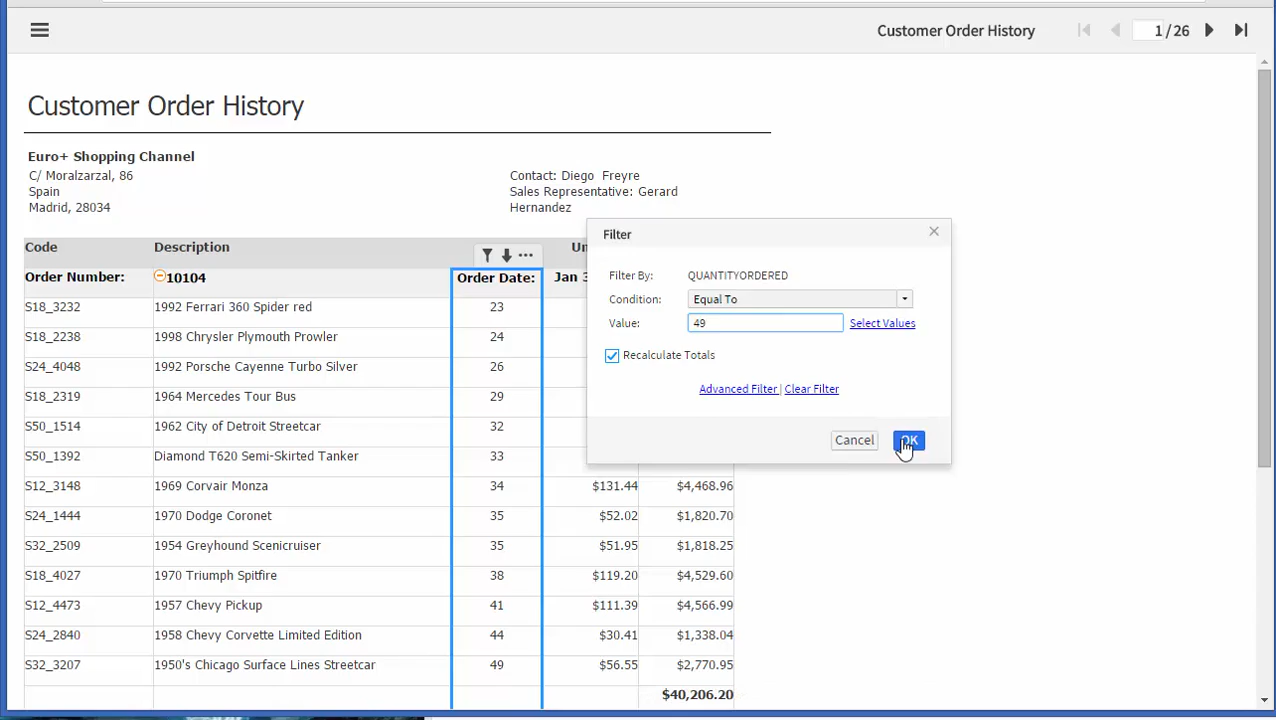 Customer Order History
1 / 26
Customer Order History
Euro+ Shopping Channel
C/ Moralzarzal, 86
Spain
Madrid, 28034
Contact: Diego Freyre
Sales Representative: Gerard
Hernandez
Code Description
Order Number: 10104 Order Date: Jan
S18_3232 1992 Ferrari 360 Spider red 23
S18_2238 1998 Chrysler Plymouth Prowler 24
S24_4048 1992 Porsche Cayenne Turbo Silver 26
S18_2319 1964 Mercedes Tour Bus 29
S50_1514 1962 City of Detroit Streetcar 32
S50_1392 Diamond T620 Semi-Skirted Tanker 33
S12_3148 1969 Corvair Monza 34 $131.44 $4,468.96
S24_1444 1970 Dodge Coronet 35 $52.02 $1,820.70
S32_2509 1954 Greyhound Scenicruiser 35 $51.95 $1,818.25
S18_4027 1970 Triumph Spitfire 38 $119.20 $4,529.60
S12_4473 1957 Chevy Pickup 41 $111.39 $4,566.99
S24_2840 1958 Chevy Corvette Limited Edition 44 $30.41 $1,338.04
S32_3207 1950's Chicago Surface Lines Streetcar 49 $56.55 $2,770.95
$40,206.20
Filter
Filter By: QUANTITYORDERED
Condition: Equal To
Value: 49 Select Values
Recalculate Totals
Advanced Filter | Clear Filter
Cancel OK